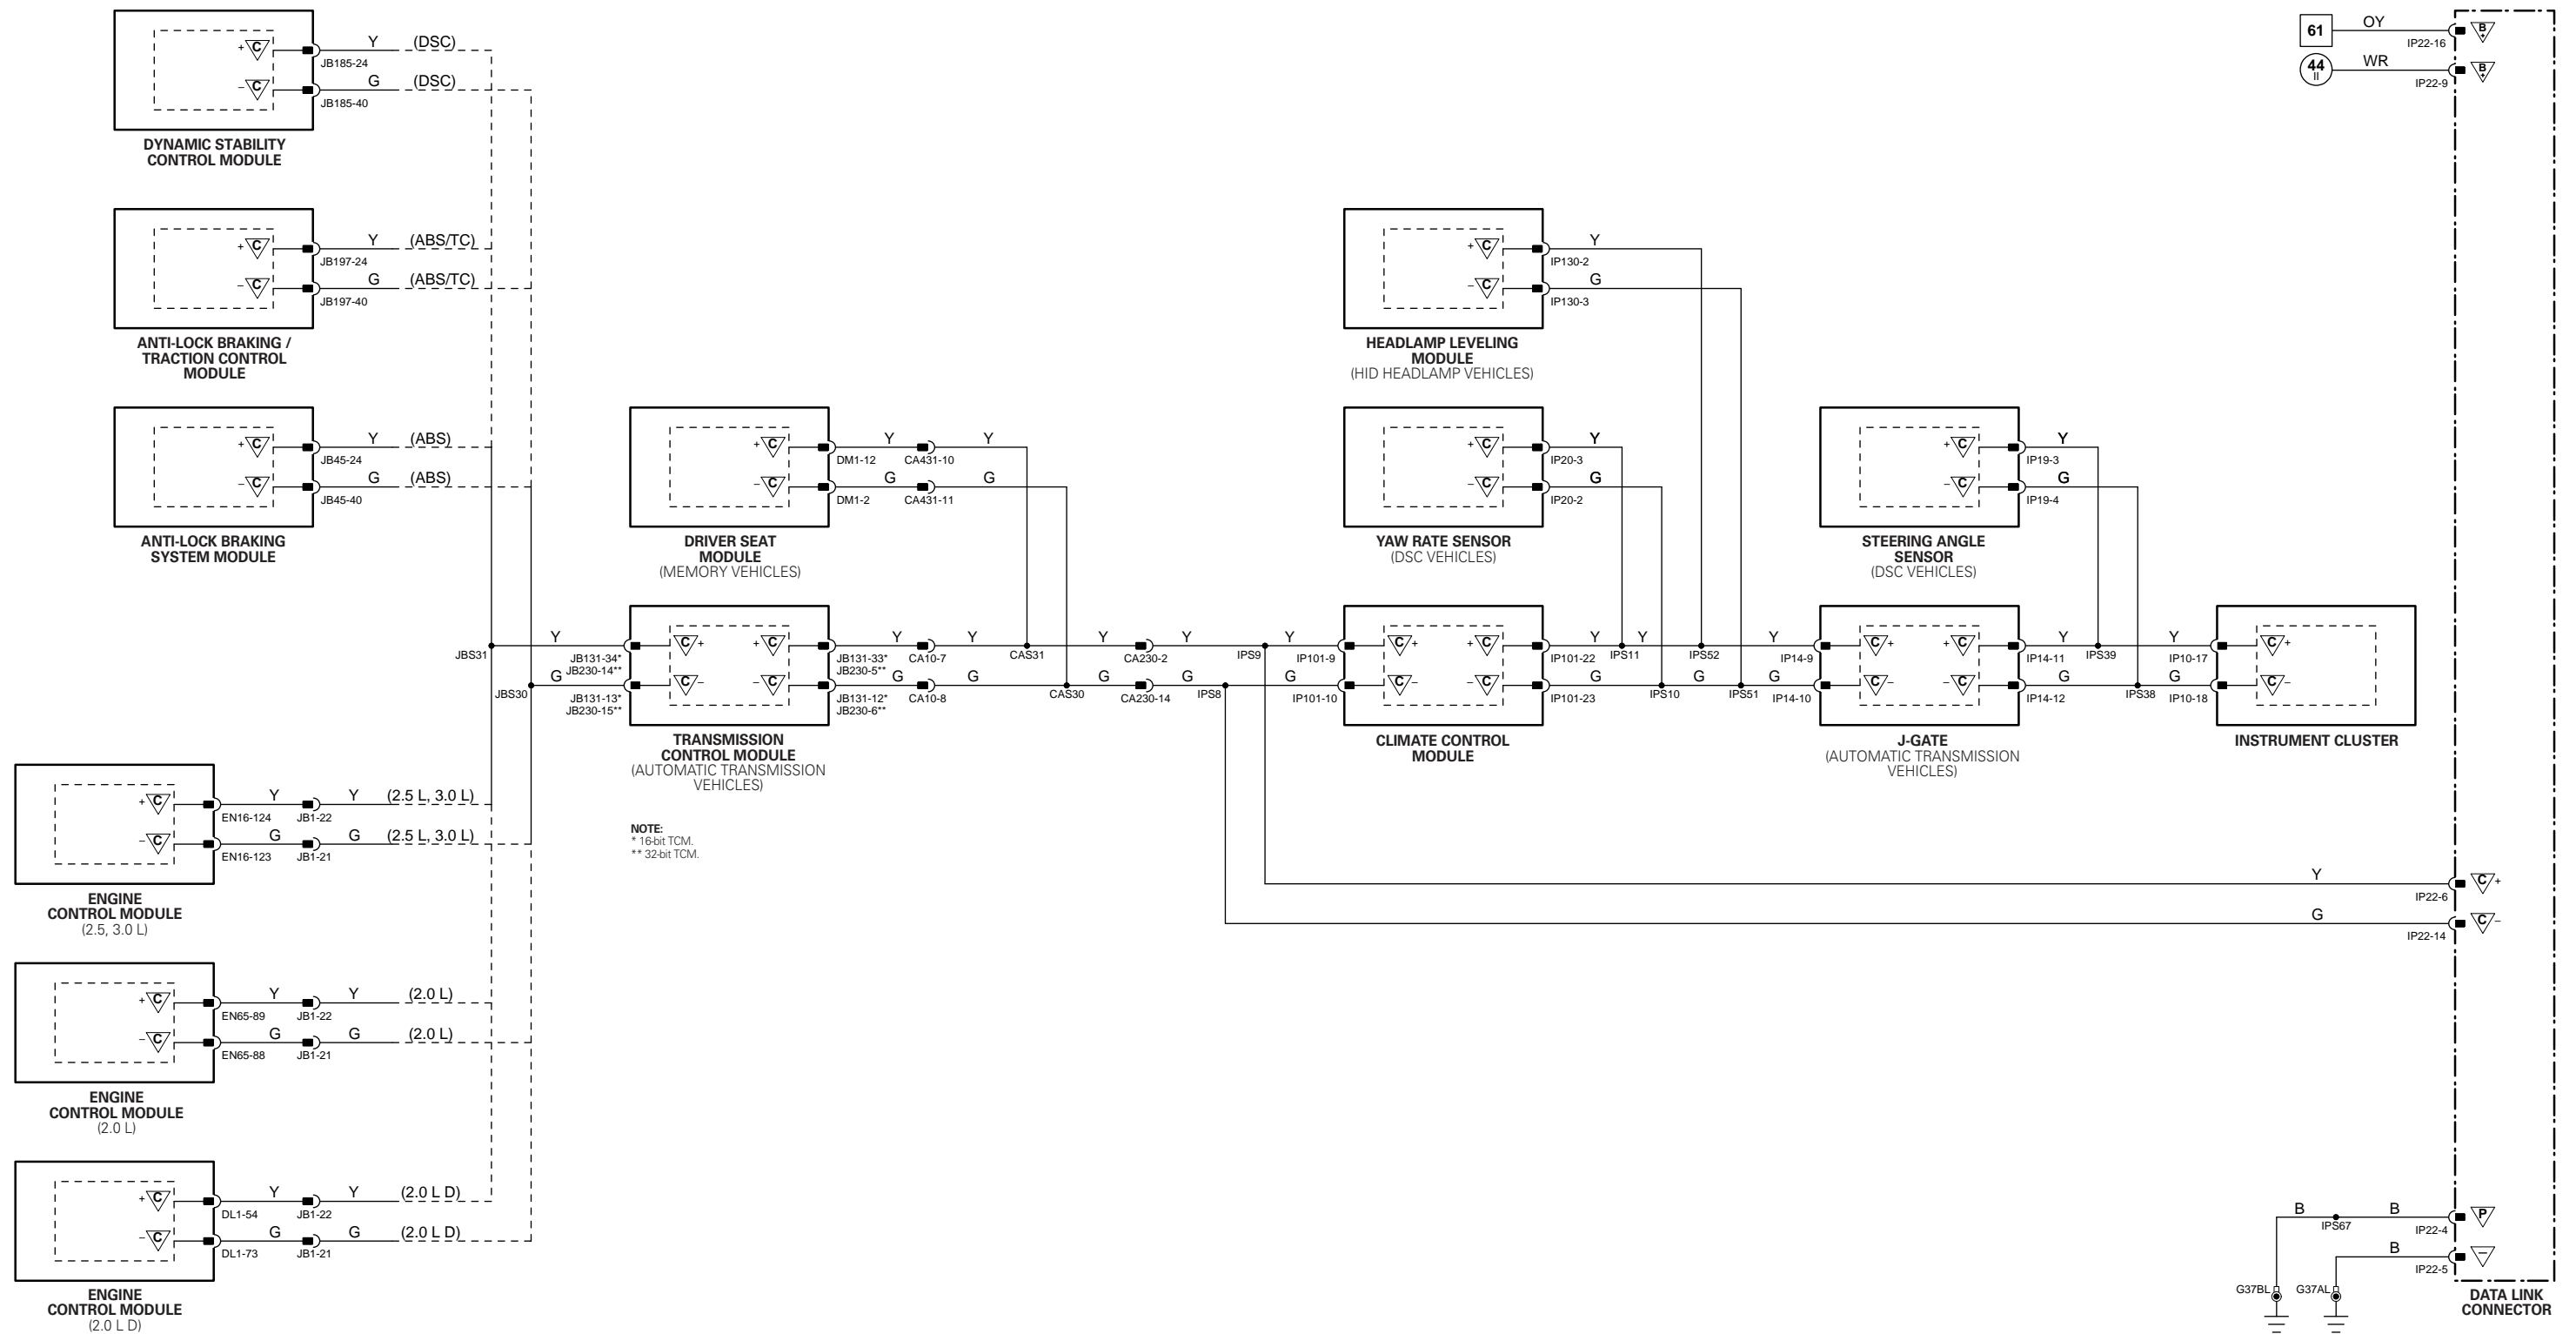 Y (DSC)
+ C
JB185-24
G (DSC)
– C
JB185-40
DYNAMIC STABILITY
CONTROL MODULE
Y (ABS/TC)
+ C
JB197-24
G (ABS/TC)
– C
JB197-40
ANTI-LOCK BRAKING /
TRACTION CONTROL
MODULE
Y (ABS)
+ C
JB45-24
G (ABS)
– C
JB45-40
ANTI-LOCK BRAKING
SYSTEM MODULE
JBS31
JBS30
Y Y (2.5 L, 3.0 L)
+ C
EN16-124 JB1-22
G G (2.5 L, 3.0 L)
– C
EN16-123 JB1-21
ENGINE
CONTROL MODULE
(2.5, 3.0 L)
Y Y (2.0 L)
+ C
EN65-89 JB1-22
G G (2.0 L)
– C
EN65-88 JB1-21
ENGINE
CONTROL MODULE
(2.0 L)
Y Y (2.0 L D)
+ C
DL1-54 JB1-22
G G (2.0 L D)
– C
DL1-73 JB1-21
ENGINE
CONTROL MODULE
(2.0 L D)
Y Y
+ C
DM1-12 CA431-10
G G
– C
DM1-2 CA431-11
DRIVER SEAT
MODULE
(MEMORY VEHICLES)
Y C + + C Y Y Y Y Y
JB131-34* JB131-33* CA10-7 CAS31 CA230-2 IPS9 IP101-9
JB230-14** JB230-5**
G C – – C G G G G G
JB131-13* JB131-12* CA10-8 CAS30 CA230-14 IPS8 IP101-10
JB230-15** JB230-6**
TRANSMISSION
CONTROL MODULE
(AUTOMATIC TRANSMISSION
VEHICLES)
NOTE:
* 16-bit TCM.
** 32-bit TCM.
Y
+ C
IP130-2
G
– C
IP130-3
HEADLAMP LEVELING
MODULE
(HID HEADLAMP VEHICLES)
Y
+ C
IP20-3
G
– C
IP20-2
YAW RATE SENSOR
(DSC VEHICLES)
C + + C Y Y Y
IP101-22 IPS11 IPS52 IP14-9
C – – C G G G
IP101-23 IPS10 IPS51 IP14-10
CLIMATE CONTROL
MODULE
Y
+ C
IP19-3
G
– C
IP19-4
STEERING ANGLE
SENSOR
(DSC VEHICLES)
C + + C Y Y
IP14-11 IPS39 IP10-17
C – – C G G
IP14-12 IPS38 IP10-18
J-GATE
(AUTOMATIC TRANSMISSION
VEHICLES)
C +
C –
INSTRUMENT CLUSTER
61 OY B+
IP22-16
44 II WR B+
IP22-9
Y C +
IP22-6
G C –
IP22-14
B B P
IPS67 IP22-4
B –
IP22-5
G37BL G37AL
DATA LINK
CONNECTOR